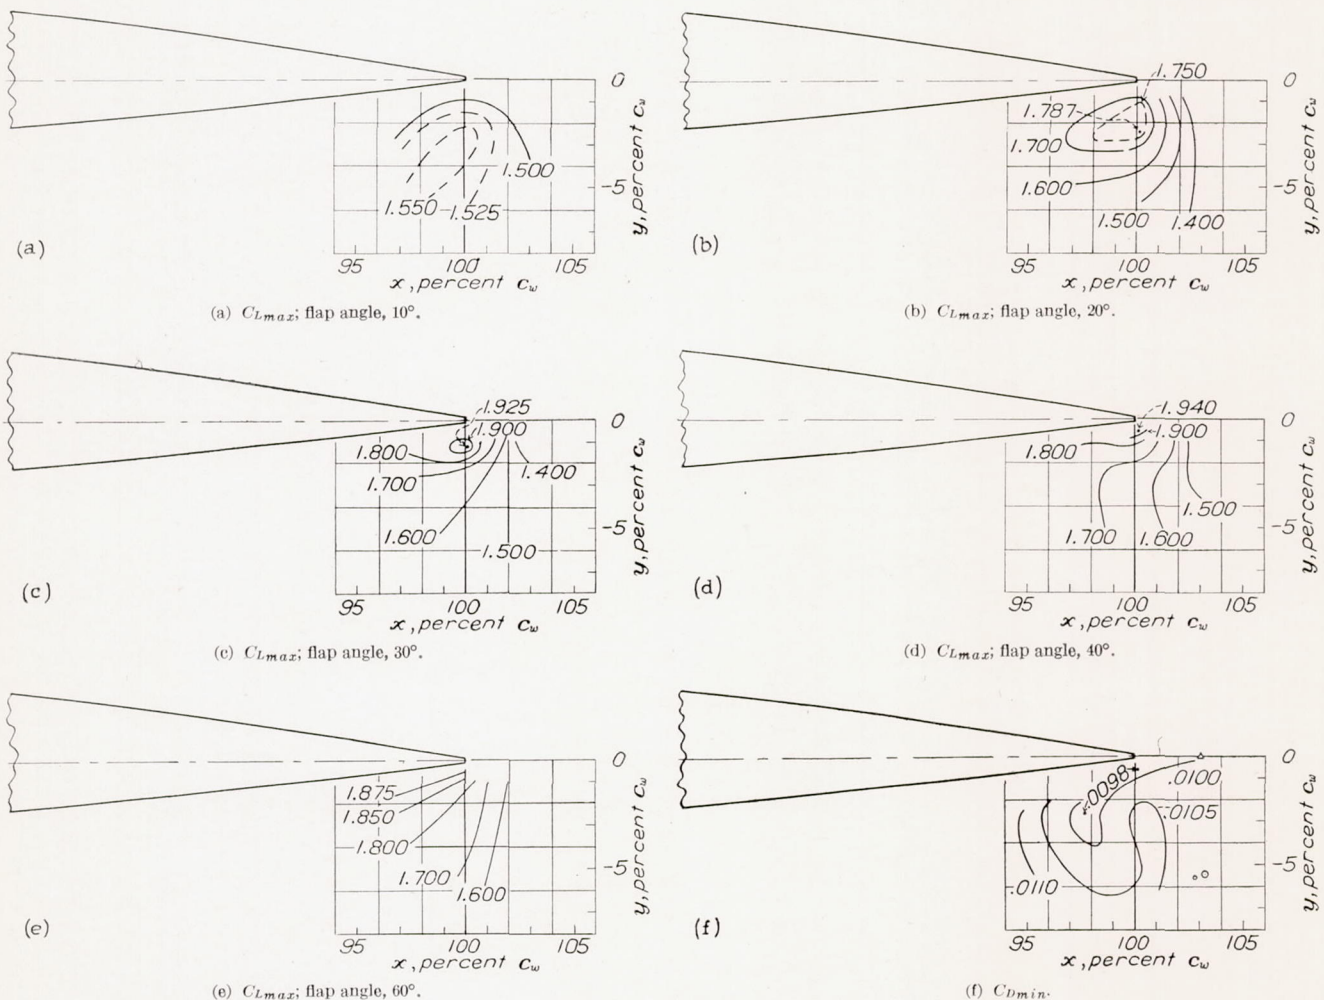 0
1.500
-5
1.550
1.525
y, percent c_w
(a)
95
100
105
x, percent c_w
(a) C_Lmax; flap angle, 10°.
1.750
0
1.787
1.700
1.600
-5
1.500
1.400
y, percent c_w
(b)
95
100
105
x, percent c_w
(b) C_Lmax; flap angle, 20°.
1.925
0
1.900
1.800
1.400
1.700
-5
1.600
1.500
y, percent c_w
(c)
95
100
105
x, percent c_w
(c) C_Lmax; flap angle, 30°.
1.940
0
1.900
1.800
1.500
-5
1.700
1.600
y, percent c_w
(d)
95
100
105
x, percent c_w
(d) C_Lmax; flap angle, 40°.
0
1.875
1.850
1.800
-5
1.700
1.600
y, percent c_w
(e)
95
100
105
x, percent c_w
(e) C_Lmax; flap angle, 60°.
0
.0098
.0100
.0105
-5
.0110
y, percent c_w
(f)
95
100
105
x, percent c_w
(f) C_Dmin.